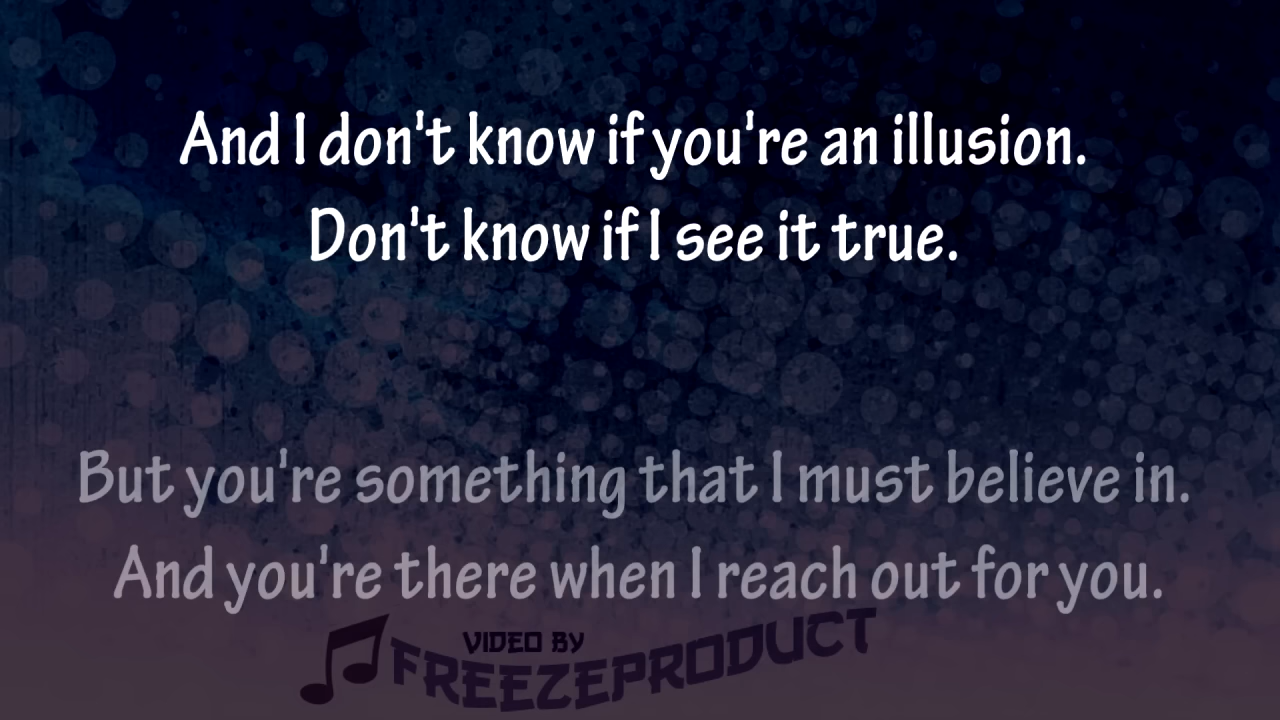 And I don't know if you're an illusion.
Don't know if I see it true.
But you're something that I must believe in.
And you're there when I reach out for you.
VIDEO BY
FREEZEPRODUCT